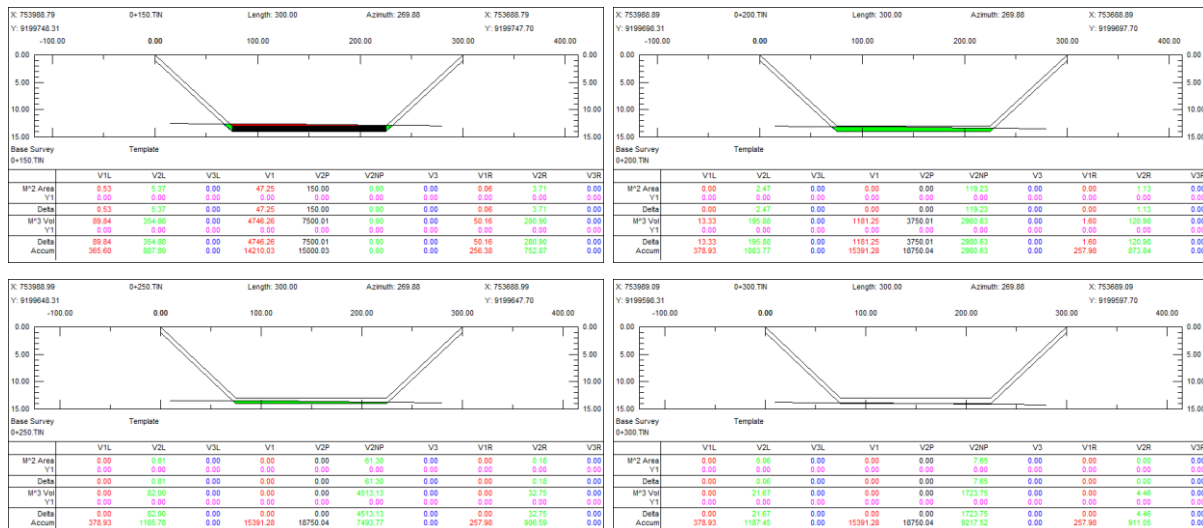 X: 753988.79 0+150.TIN Length: 300.00 Azimuth: 269.88 X: 753688.79
Y: 9199748.31 Y: 9199747.70
-100.00 0.00 100.00 200.00 300.00 400.00
0.00 0.00
5.00 5.00
10.00 10.00
15.00 15.00
Base Survey Template
0+150.TIN
V1L V2L V3L V1 V2P V2NP V3 V1R V2R V3R
M^2 Area 0.53 5.37 0.00 47.25 150.00 0.00 0.00 0.06 3.71 0.00
Y1 0.00 0.00 0.00 0.00 0.00 0.00 0.00 0.00 0.00 0.00
Delta 0.53 5.37 0.00 47.25 150.00 0.00 0.00 0.06 3.71 0.00
M^3 Vol 89.84 354.88 0.00 4746.26 7500.01 0.00 0.00 50.16 280.90 0.00
Y1 0.00 0.00 0.00 0.00 0.00 0.00 0.00 0.00 0.00 0.00
Delta 89.84 354.88 0.00 4746.26 7500.01 0.00 0.00 50.16 280.90 0.00
Accum 365.60 887.89 0.00 14210.03 15000.03 0.00 0.00 256.38 752.87 0.00
X: 753988.89 0+200.TIN Length: 300.00 Azimuth: 269.88 X: 753688.89
Y: 9199698.31 Y: 9199697.70
-100.00 0.00 100.00 200.00 300.00 400.00
0.00 0.00
5.00 5.00
10.00 10.00
15.00 15.00
Base Survey Template
0+200.TIN
V1L V2L V3L V1 V2P V2NP V3 V1R V2R V3R
M^2 Area 0.00 2.47 0.00 0.00 0.00 119.23 0.00 0.00 1.13 0.00
Y1 0.00 0.00 0.00 0.00 0.00 0.00 0.00 0.00 0.00 0.00
Delta 0.00 2.47 0.00 0.00 0.00 119.23 0.00 0.00 1.13 0.00
M^3 Vol 13.33 195.88 0.00 1181.25 3750.01 2980.63 0.00 1.60 120.98 0.00
Y1 0.00 0.00 0.00 0.00 0.00 0.00 0.00 0.00 0.00 0.00
Delta 13.33 195.88 0.00 1181.25 3750.01 2980.63 0.00 1.60 120.98 0.00
Accum 378.93 1083.77 0.00 15391.28 18750.04 2980.63 0.00 257.98 873.84 0.00
X: 753988.99 0+250.TIN Length: 300.00 Azimuth: 269.88 X: 753688.99
Y: 9199648.31 Y: 9199647.70
-100.00 0.00 100.00 200.00 300.00 400.00
0.00 0.00
5.00 5.00
10.00 10.00
15.00 15.00
Base Survey Template
0+250.TIN
V1L V2L V3L V1 V2P V2NP V3 V1R V2R V3R
M^2 Area 0.00 0.81 0.00 0.00 0.00 61.30 0.00 0.00 0.18 0.00
Y1 0.00 0.00 0.00 0.00 0.00 0.00 0.00 0.00 0.00 0.00
Delta 0.00 0.81 0.00 0.00 0.00 61.30 0.00 0.00 0.18 0.00
M^3 Vol 0.00 82.00 0.00 0.00 0.00 4513.13 0.00 0.00 32.75 0.00
Y1 0.00 0.00 0.00 0.00 0.00 0.00 0.00 0.00 0.00 0.00
Delta 0.00 82.00 0.00 0.00 0.00 4513.13 0.00 0.00 32.75 0.00
Accum 378.93 1165.78 0.00 15391.28 18750.04 7493.77 0.00 257.98 906.59 0.00
X: 753989.09 0+300.TIN Length: 300.00 Azimuth: 269.88 X: 753689.09
Y: 9199598.31 Y: 9199597.70
-100.00 0.00 100.00 200.00 300.00 400.00
0.00 0.00
5.00 5.00
10.00 10.00
15.00 15.00
Base Survey Template
0+300.TIN
V1L V2L V3L V1 V2P V2NP V3 V1R V2R V3R
M^2 Area 0.00 0.06 0.00 0.00 0.00 7.65 0.00 0.00 0.00 0.00
Y1 0.00 0.00 0.00 0.00 0.00 0.00 0.00 0.00 0.00 0.00
Delta 0.00 0.06 0.00 0.00 0.00 7.65 0.00 0.00 0.00 0.00
M^3 Vol 0.00 21.67 0.00 0.00 0.00 1723.75 0.00 0.00 4.46 0.00
Y1 0.00 0.00 0.00 0.00 0.00 0.00 0.00 0.00 0.00 0.00
Delta 0.00 21.67 0.00 0.00 0.00 1723.75 0.00 0.00 4.46 0.00
Accum 378.93 1187.45 0.00 15391.28 18750.04 9217.52 0.00 257.98 911.05 0.00